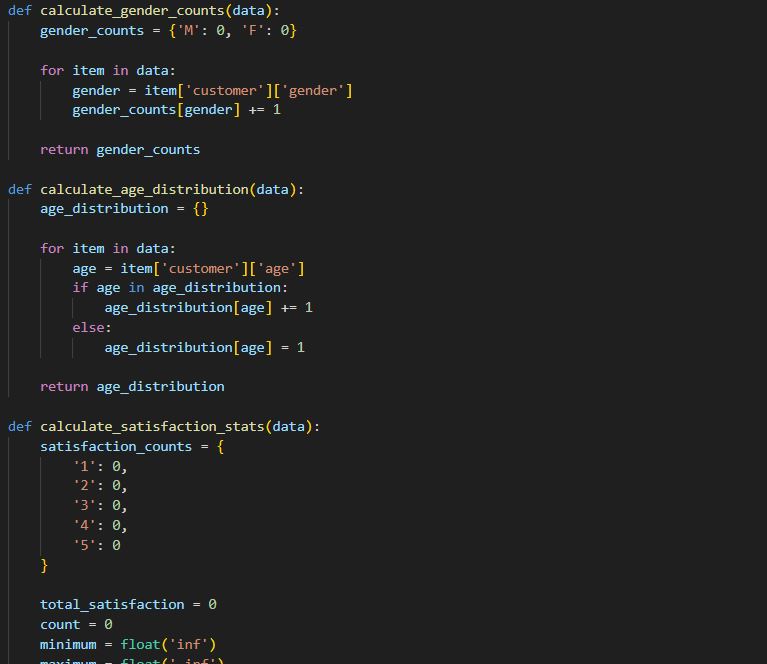 def calculate_gender_counts(data):
    gender_counts = {'M': 0, 'F': 0}

    for item in data:
        gender = item['customer']['gender']
        gender_counts[gender] += 1

    return gender_counts

def calculate_age_distribution(data):
    age_distribution = {}

    for item in data:
        age = item['customer']['age']
        if age in age_distribution:
            age_distribution[age] += 1
        else:
            age_distribution[age] = 1

    return age_distribution

def calculate_satisfaction_stats(data):
    satisfaction_counts = {
        '1': 0,
        '2': 0,
        '3': 0,
        '4': 0,
        '5': 0
    }

    total_satisfaction = 0
    count = 0
    minimum = float('inf')
    maximum = float('-inf')